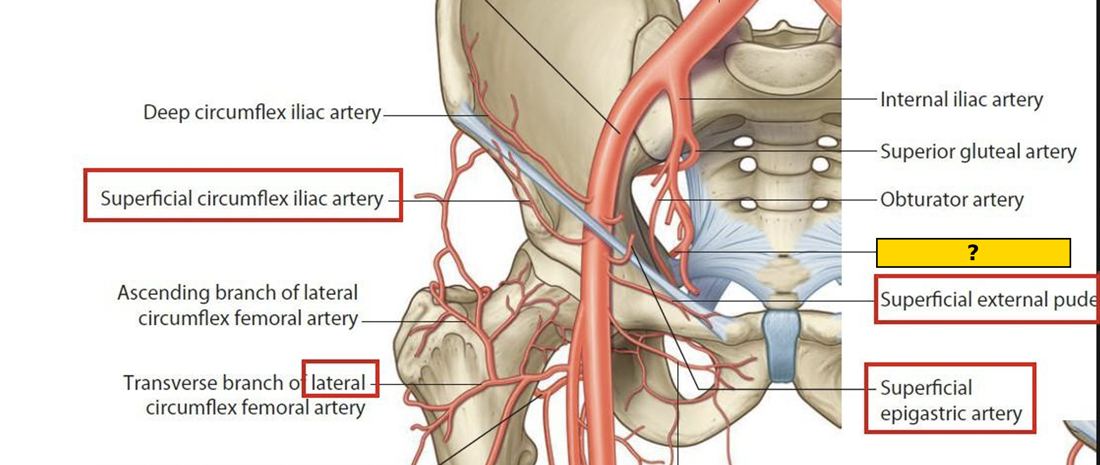 Deep circumflex iliac artery
Superficial circumflex iliac artery
Ascending branch of lateral
circumflex femoral artery
Transverse branch of lateral
circumflex femoral artery
Internal iliac artery
Superior gluteal artery
Obturator artery
?
Superficial external pude
Superficial
epigastric artery